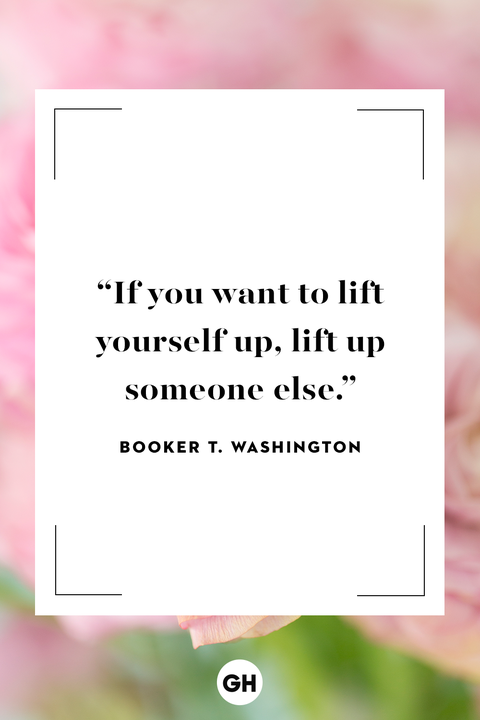 “If you want to lift
yourself up, lift up
someone else.”
BOOKER T. WASHINGTON
GH